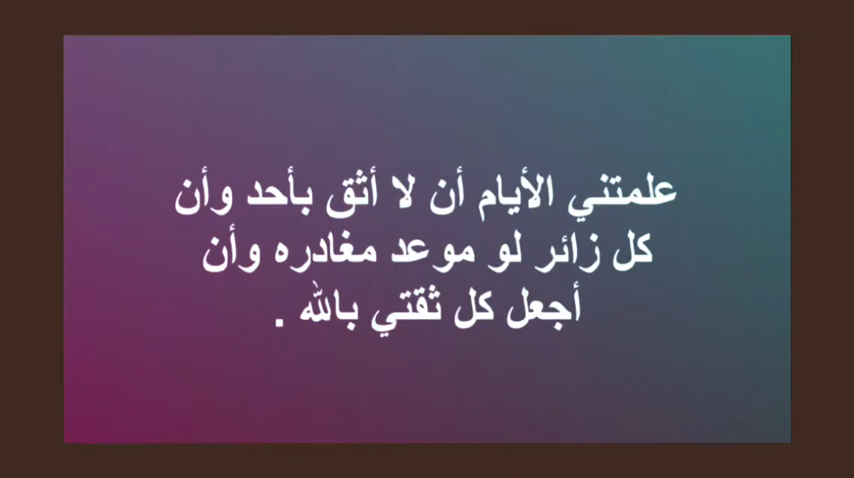 علمتني الأيام أن لا أثق بأحد وأن
كل زائر لو موعد مغادره وأن
أجعل كل ثقتي بالله .